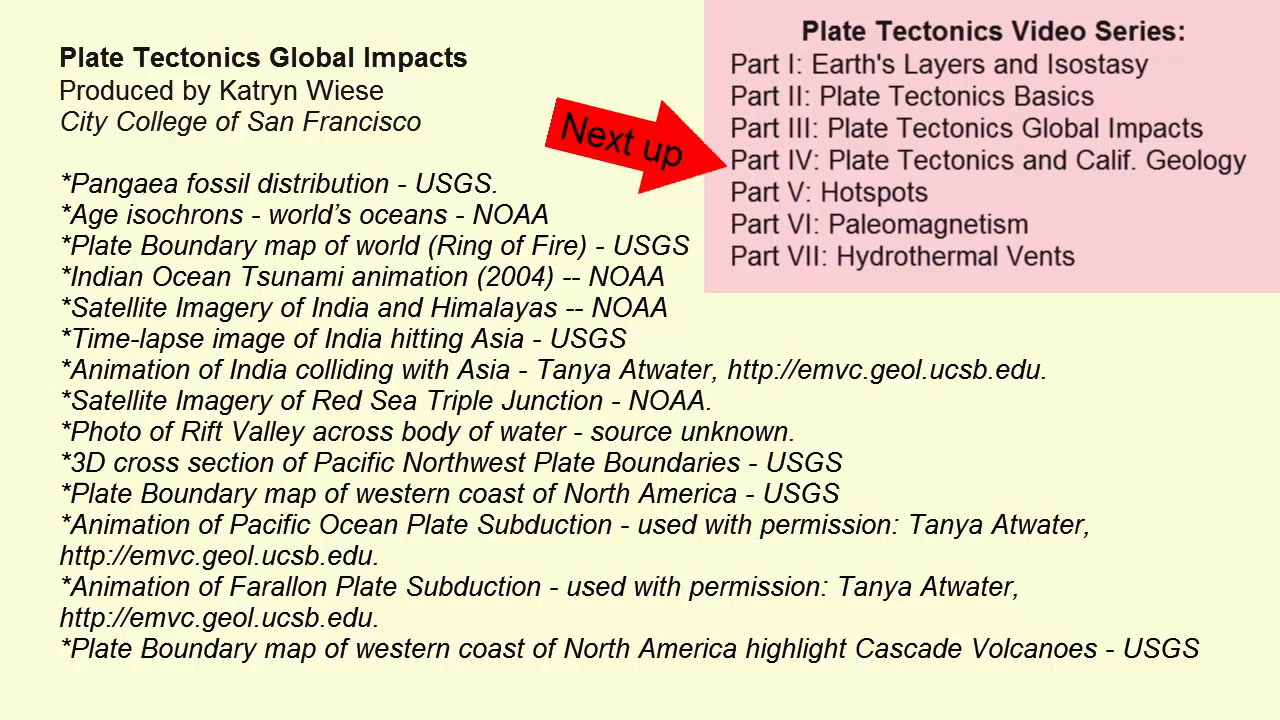 Plate Tectonics Global Impacts
Produced by Katryn Wiese
City College of San Francisco
*Pangaea fossil distribution - USGS.
*Age isochrons - world's oceans - NOAA
*Plate Boundary map of world (Ring of Fire) - USGS
*Indian Ocean Tsunami animation (2004) -- NOAA
*Satellite Imagery of India and Himalayas -- NOAA
*Time-lapse image of India hitting Asia - USGS
*Animation of India colliding with Asia - Tanya Atwater, http://emvc.geol.ucsb.edu.
*Satellite Imagery of Red Sea Triple Junction - NOAA.
*Photo of Rift Valley across body of water - source unknown.
*3D cross section of Pacific Northwest Plate Boundaries - USGS
*Plate Boundary map of western coast of North America - USGS
*Animation of Pacific Ocean Plate Subduction - used with permission: Tanya Atwater,
http://emvc.geol.ucsb.edu.
*Animation of Farallon Plate Subduction - used with permission: Tanya Atwater,
http://emvc.geol.ucsb.edu.
*Plate Boundary map of western coast of North America highlight Cascade Volcanoes - USGS
Next up
Plate Tectonics Video Series:
Part I: Earth's Layers and Isostasy
Part II: Plate Tectonics Basics
Part III: Plate Tectonics Global Impacts
Part IV: Plate Tectonics and Calif. Geology
Part V: Hotspots
Part VI: Paleomagnetism
Part VII: Hydrothermal Vents